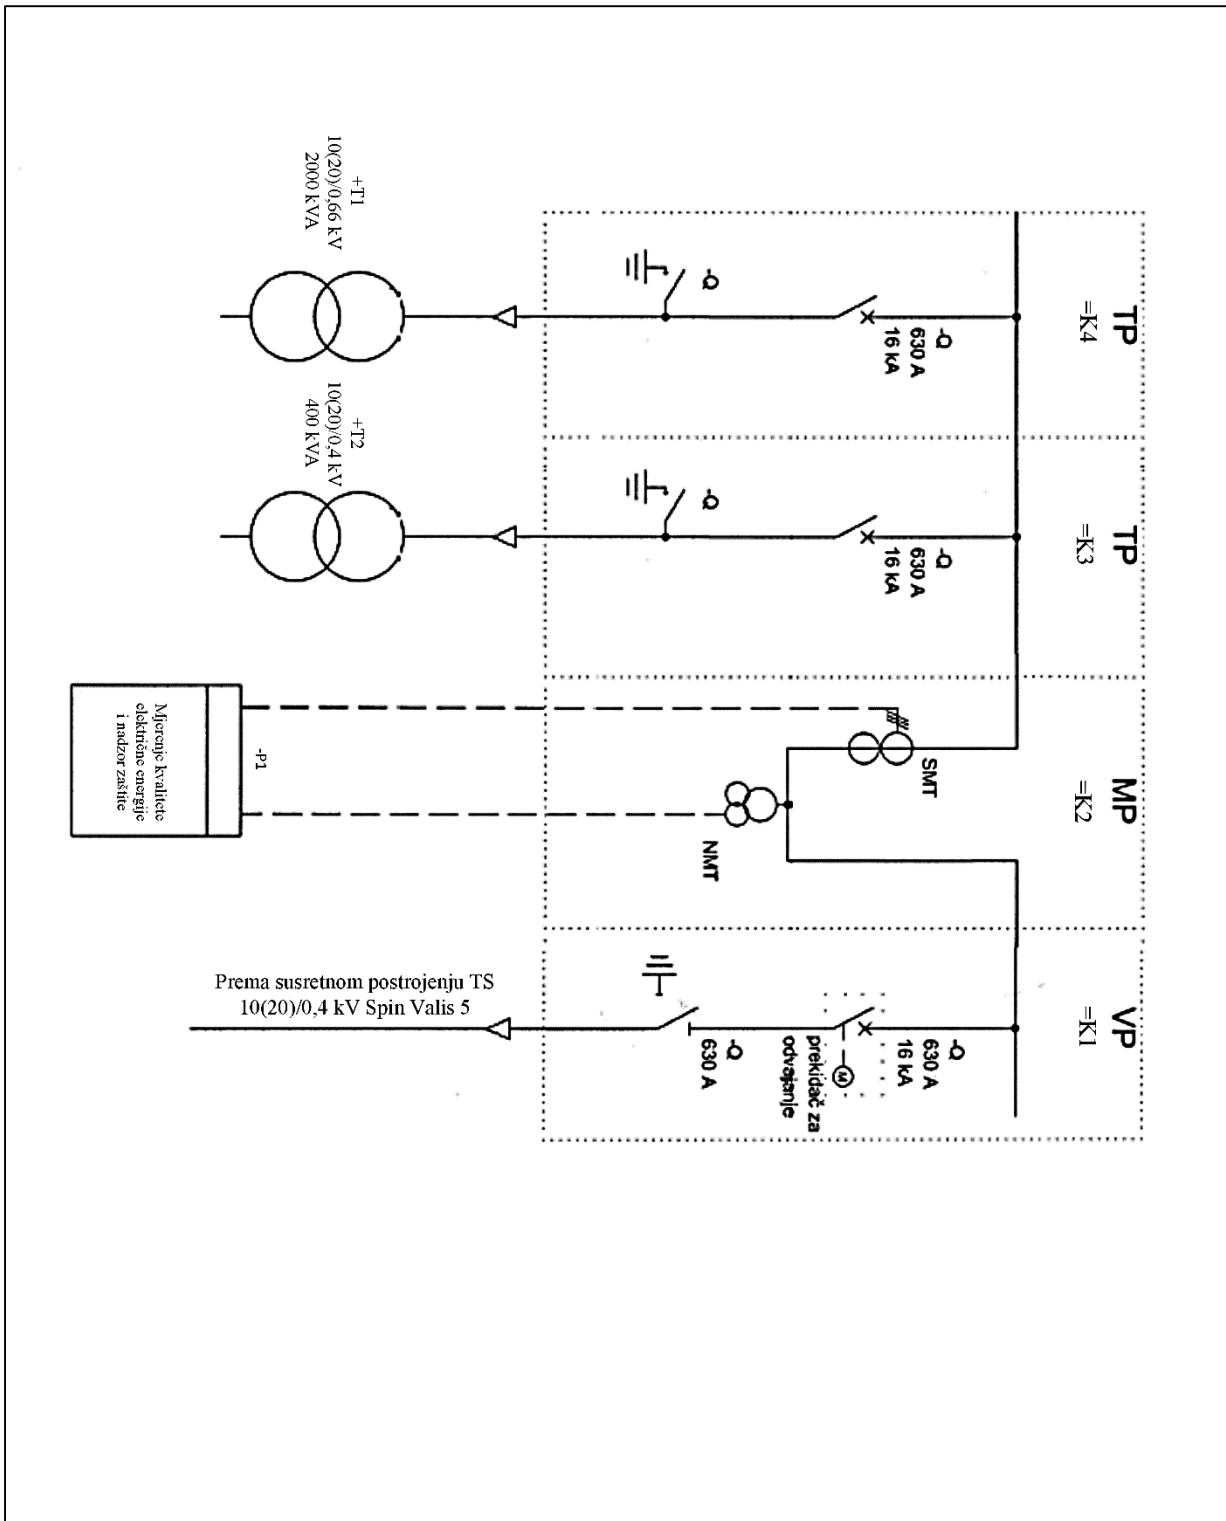 TP
=K4
-Q
630 A
16 kA
-Q
+T1
10(20)/0,66 kV
2000 kVA
TP
=K3
-Q
630 A
16 kA
-Q
+T2
10(20)/0,4 kV
400 kVA
MP
=K2
SMT
NMT
-P1
Mjerenje kvalitete
električne energije
i nadzor zaštite
VP
=K1
-Q
630 A
16 kA
M
prekidač za
odvajanje
-Q
630 A
Prema susretnom postrojenju TS
10(20)/0,4 kV Spin Valis 5